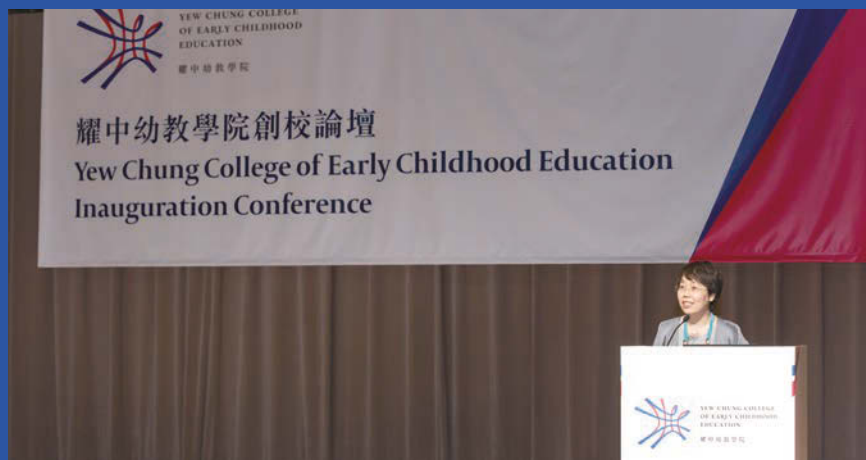 YEW CHUNG COLLEGE
OF EARLY CHILDHOOD
EDUCATION
耀中幼教學院
耀中幼教學院創校論壇
Yew Chung College of Early Childhood Education
Inauguration Conference
YEW CHUNG COLLEGE
OF EARLY CHILDHOOD
EDUCATION
耀中幼教學院